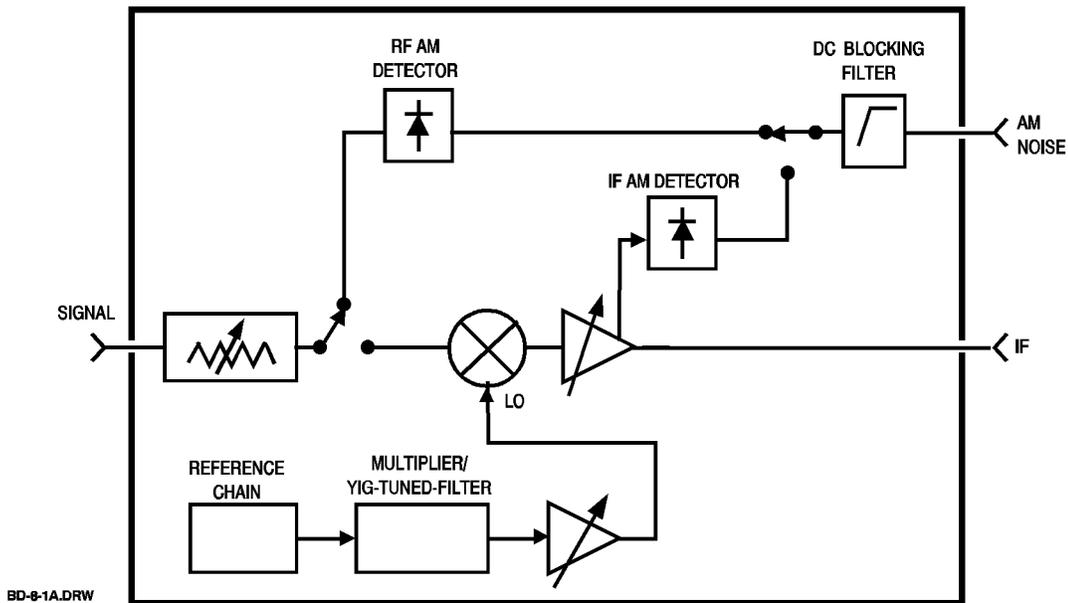 RF AM
DETECTOR
DC BLOCKING
FILTER
AM
NOISE
IF AM DETECTOR
SIGNAL
IF
LO
REFERENCE
CHAIN
MULTIPLIER/
YIG-TUNED-FILTER
BD-6-1A.DRW